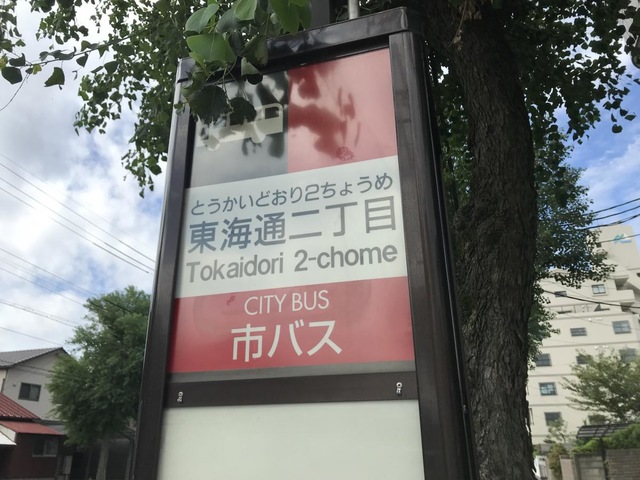 とうかいどおり2ちょうめ
東海通二丁目
Tokaidori 2-chome
CITY BUS
市バス